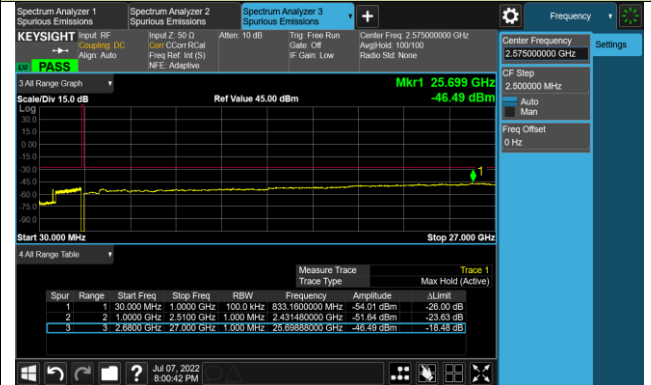 Spectrum Analyzer 1
Spurious Emissions
Spectrum Analyzer 2
Spurious Emissions
Spectrum Analyzer 3
Spurious Emissions
Frequency
KEYSIGHT
Input: RF
Coupling: DC
Align: Auto
Input Z: 50 Ω
Corr CCorr RCal
Freq Ref: Int (S)
NFE: Adaptive
Atten: 10 dB
Trig: Free Run
Gate: Off
IF Gain: Low
Center Freq: 2.575000000 GHz
Avg|Hold: 100/100
Radio Std: None
PASS
Center Frequency
2.575000000 GHz
Settings
CF Step
2.500000 MHz
Auto
Man
Freq Offset
0 Hz
3 All Range Graph
Mkr1 25.699 GHz
Scale/Div 15.0 dB
Ref Value 45.00 dBm
-46.49 dBm
Log
30.0
15.0
0.00
-15.0
-30.0
-45.0
-60.0
-75.0
-90.0
1
Start 30.000 MHz
Stop 27.000 GHz
4 All Range Table
Measure Trace Trace 1
Trace Type Max Hold (Active)
Spur Range Start Freq Stop Freq RBW Frequency Amplitude ΔLimit
1 1 30.000 MHz 1.0000 GHz 100.0 kHz 833.1600000 MHz -54.01 dBm -26.00 dB
2 2 1.0000 GHz 2.5100 GHz 1.000 MHz 2.431480000 GHz -51.64 dBm -23.63 dB
3 3 2.6800 GHz 27.000 GHz 1.000 MHz 25.69888000 GHz -46.49 dBm -18.48 dB
Jul 07, 2022
8:00:42 PM